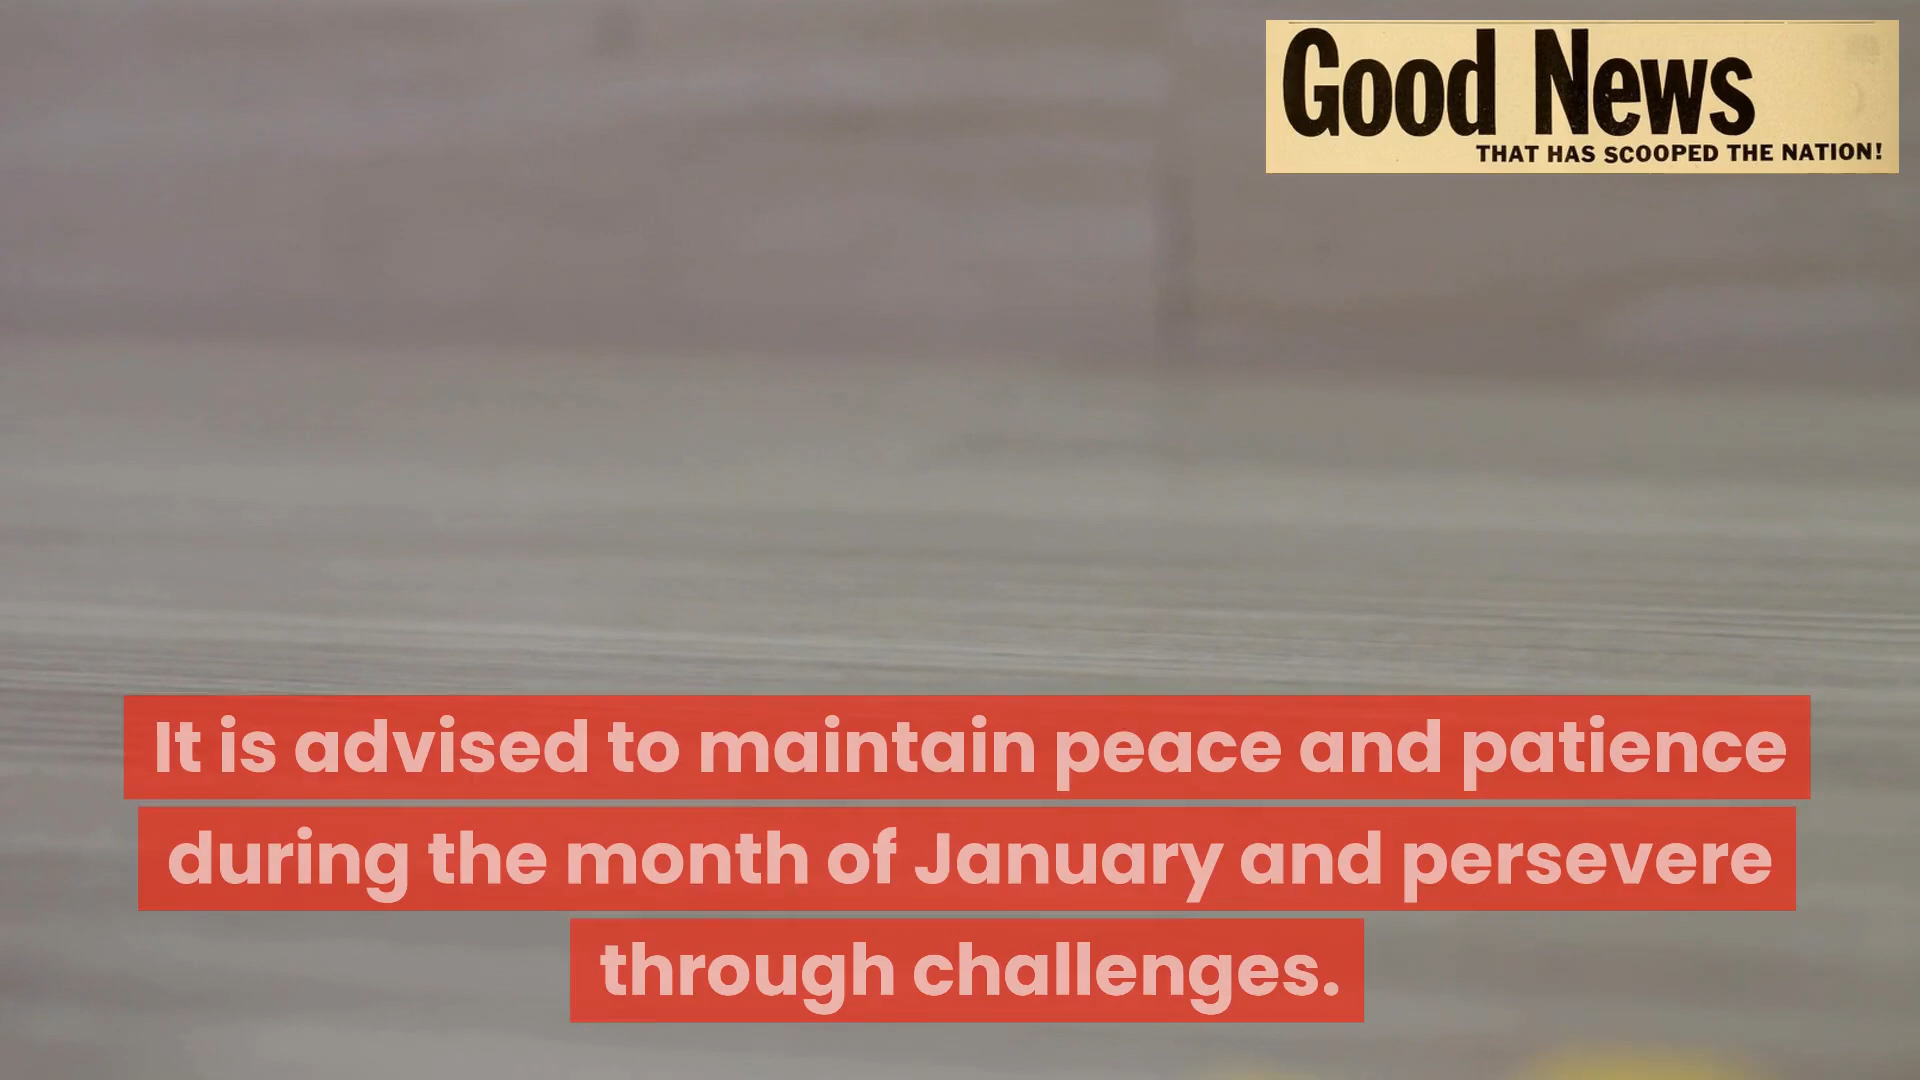 Good News
THAT HAS SCOOPED THE NATION!
It is advised to maintain peace and patience
during the month of January and persevere
through challenges.